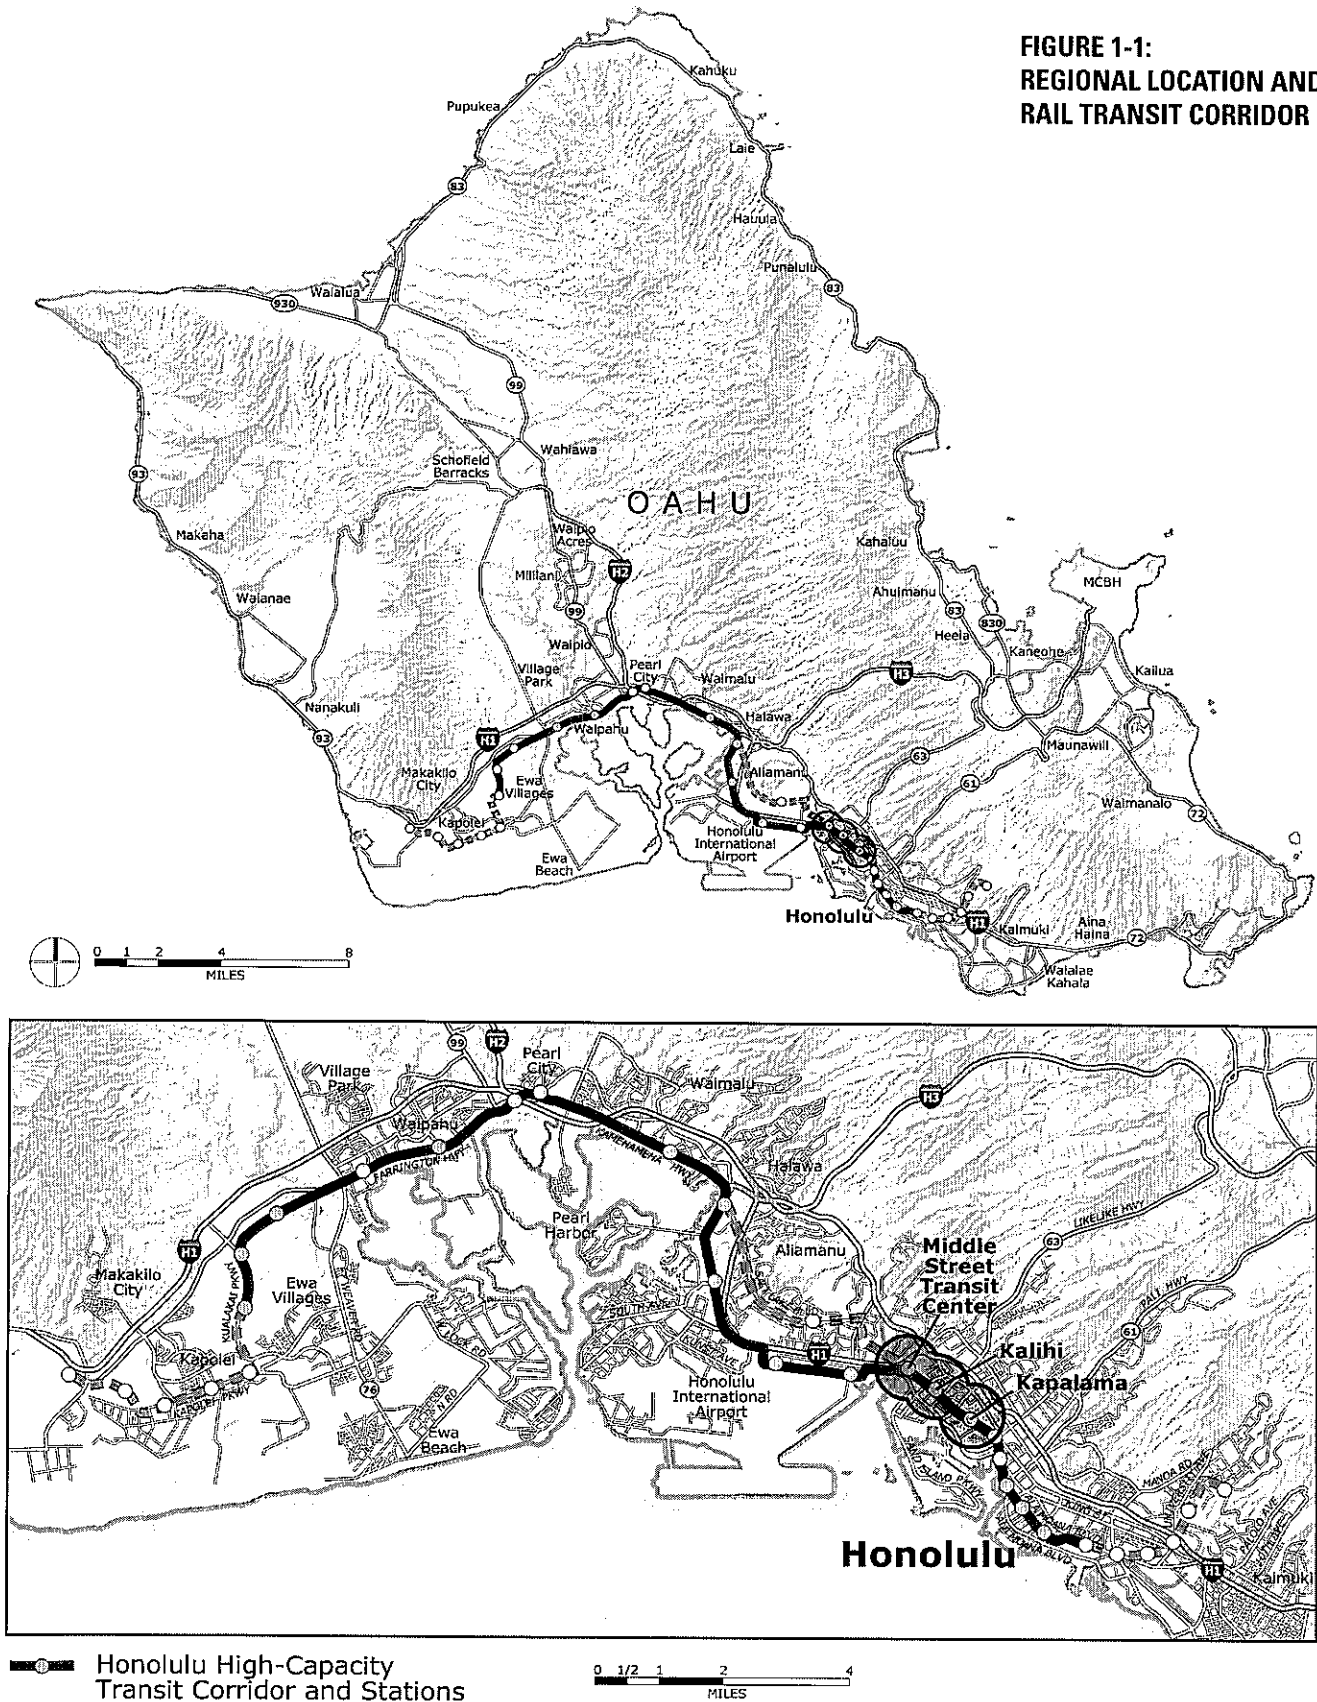 FIGURE 1-1:
REGIONAL LOCATION AND
RAIL TRANSIT CORRIDOR
Kahuku
Pupukea
Laie
83
Hauula
Punaluu
83
Waialua
930
99
Wahiawa
Schofield
Barracks
93
OAHU
Makaha
Waipio
Acres
Kahaluu
Mililani
H2
MCBH
Waianae
Ahuimanu
99
83
830
Heeia
Waipio
Kaneohe
Village
Park
Pearl
City
Waimalu
H3
Kailua
Nanakuli
Halawa
93
H1
Waipahu
Maunawili
63
Makakilo
City
Ewa
Villages
Aliamanu
61
Waimanalo
72
Kapolei
Honolulu
International
Airport
Ewa
Beach
Honolulu
H1
Kaimuki
Aina
Haina
72
Waialae
Kahala
0 1 2 4 8
MILES
99
H2
Pearl
City
Village
Park
Waimalu
H3
Waipahu
FARRINGTON HWY
KAMEHAMEHA HWY
Halawa
Pearl
Harbor
LIKELIKE HWY
63
H1
Aliamanu
Middle
Street
Transit
Center
Makakilo
City
Ewa
Villages
KUALAKAI PKWY
PALI HWY
SOUTH AVE
61
Kapolei
H1
Kalihi
Kapalama
KAPOLEI PKWY
76
Honolulu
International
Airport
Ewa
Beach
MANOA RD
KING ST
Honolulu
H1
Kaimuki
Honolulu High-Capacity
Transit Corridor and Stations
0 1/2 1 2 4
MILES